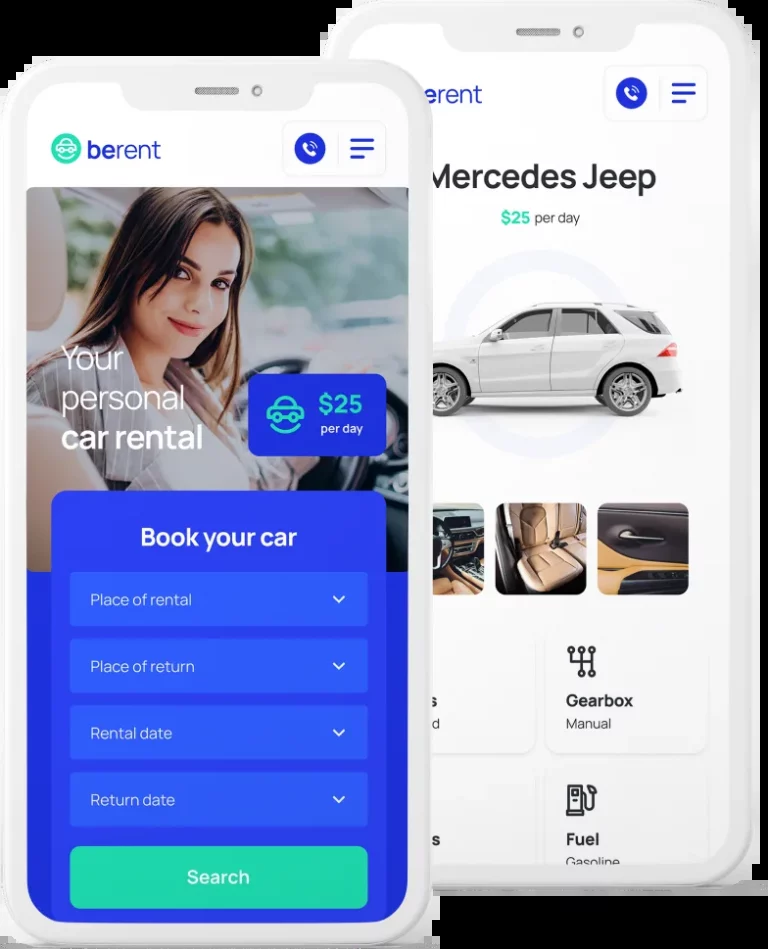 berent
Your
personal
car rental
$25
per day
Book your car
Place of rental
Place of return
Rental date
Return date
Search
erent
Mercedes Jeep
$25 per day
s
d
Gearbox
Manual
s
Fuel
Gasoline